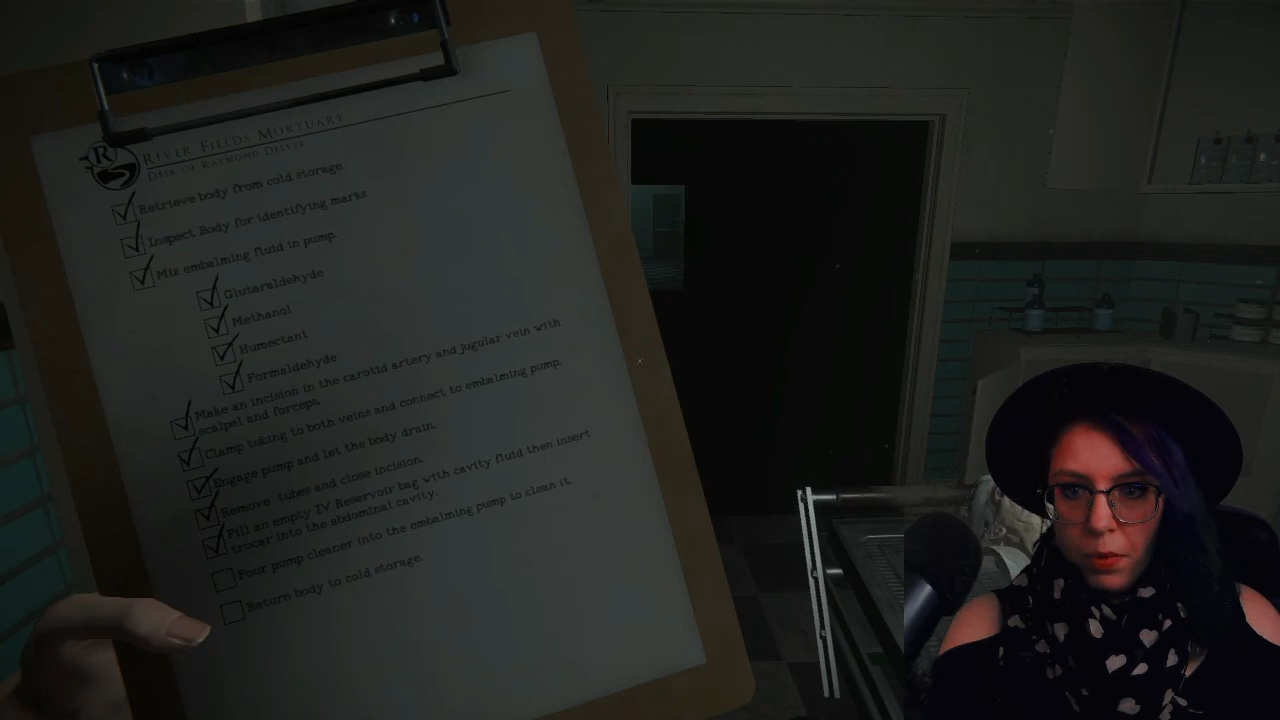 R
RIVER FIELDS MORTUARY
DESK OF RAYMOND DELVER
Retrieve body from cold storage.
Inspect Body for identifying marks
Mix embalming fluid in pump.
Glutaraldehyde
Methanol
Humectant
Formaldehyde
Make an incision in the carotid artery and jugular vein with
scalpel and forceps.
Clamp tubing to both veins and connect to embalming pump.
Engage pump and let the body drain.
Remove tubes and close incision.
Fill an empty IV Reservoir bag with cavity fluid then insert
trocar into the abdominal cavity.
Pour pump cleaner into the embalming pump to clean it.
Return body to cold storage.